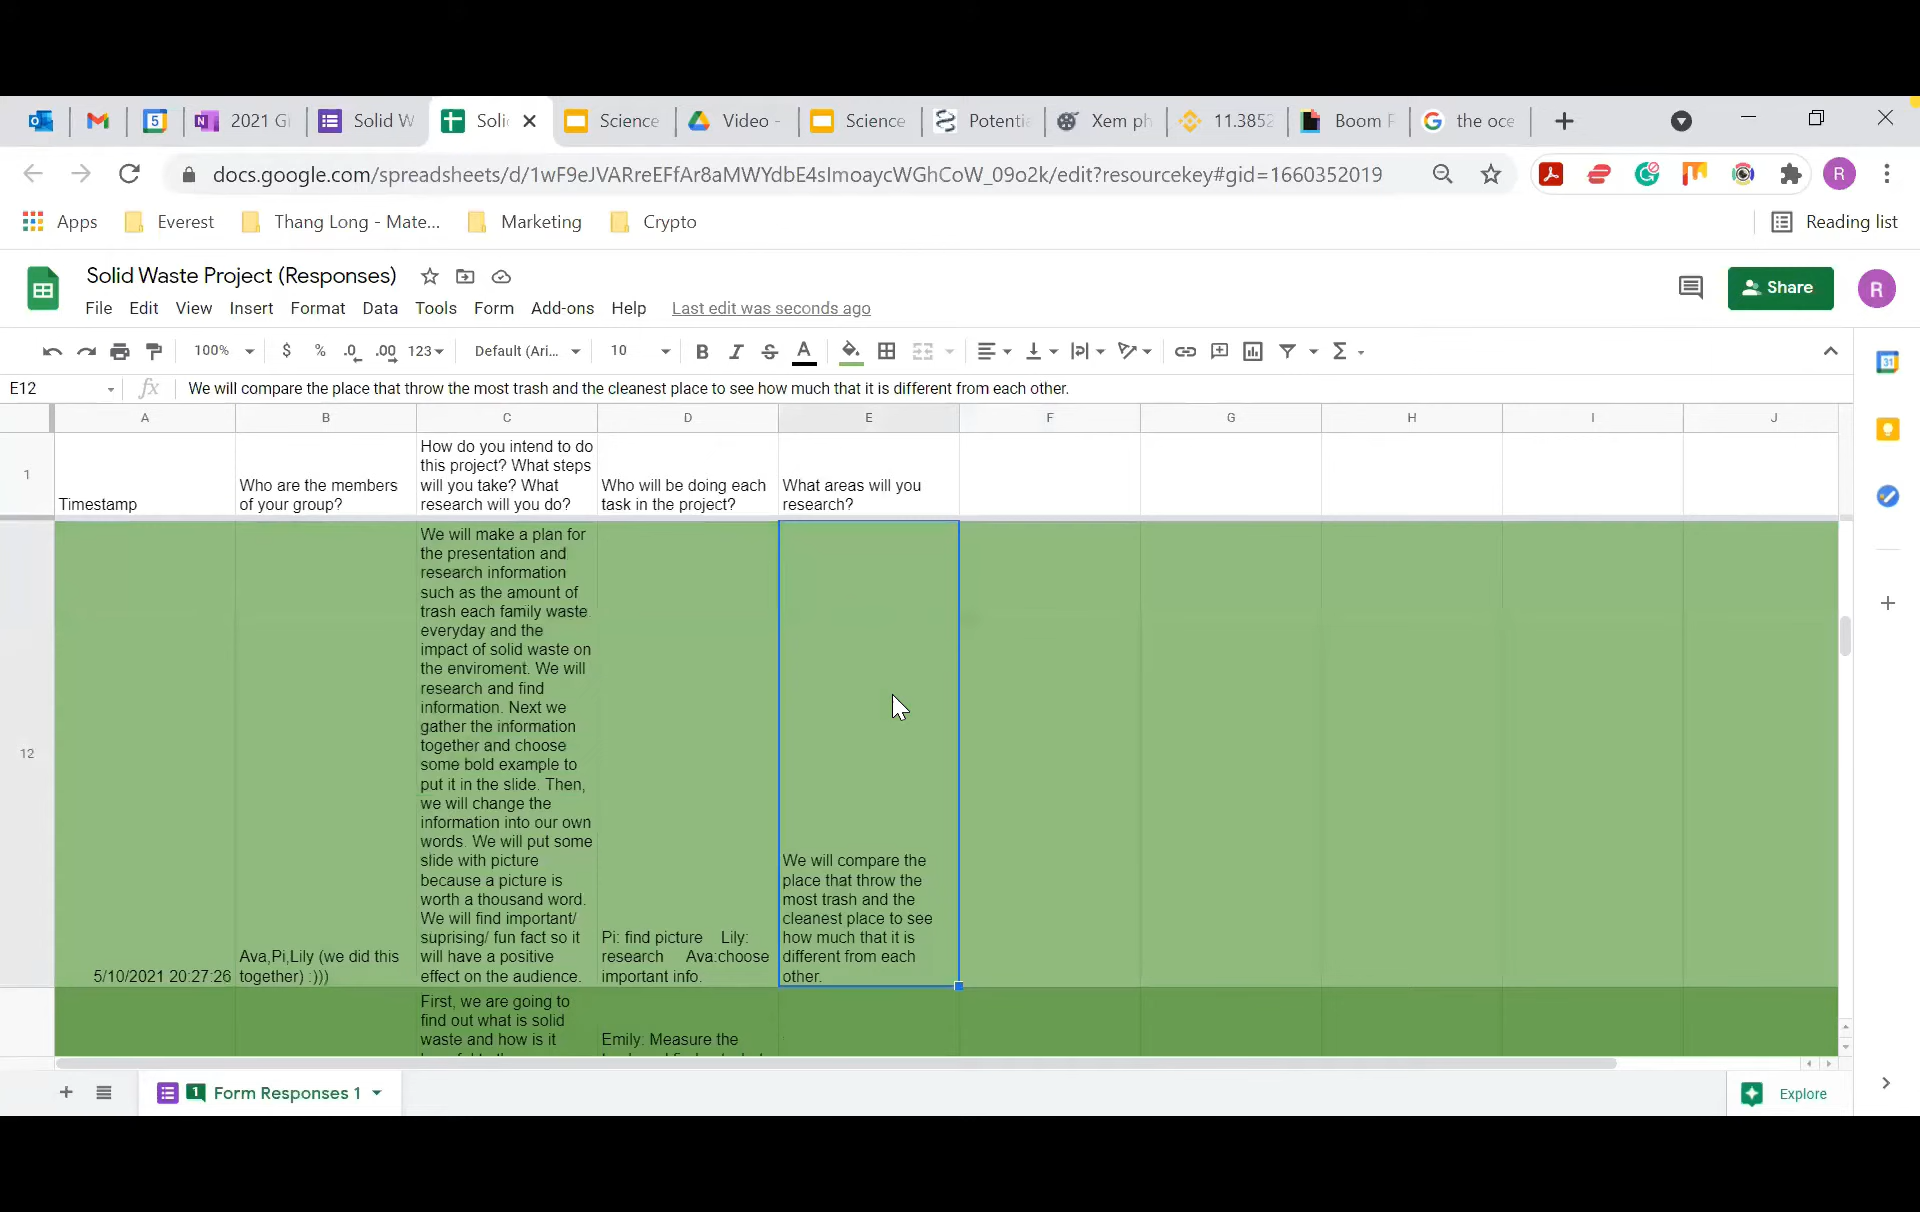 2021 Gi
Solid W
Soli
Science
Video -
Science
Potentia
Xem ph
11.3852
Boom F
the oce
docs.google.com/spreadsheets/d/1wF9eJVARreEFfAr8aMWYdbE4sImoaycWGhCoW_09o2k/edit?resourcekey#gid=1660352019
R
Apps
Everest
Thang Long - Mate...
Marketing
Crypto
Reading list
Solid Waste Project (Responses)
File Edit View Insert Format Data Tools Form Add-ons Help Last edit was seconds ago
Share
R
100% $ % .0 .00 123 Default (Ari... 10 B I S A
E12
fx
We will compare the place that throw the most trash and the cleanest place to see how much that it is different from each other.
A B C D E F G H I J
1
Timestamp
Who are the members
of your group?
How do you intend to do
this project? What steps
will you take? What
research will you do?
Who will be doing each
task in the project?
What areas will you
research?
12
5/10/2021 20:27:26
Ava,Pi,Lily (we did this
together) :)))
We will make a plan for
the presentation and
research information
such as the amount of
trash each family waste
everyday and the
impact of solid waste on
the enviroment. We will
research and find
information. Next we
gather the information
together and choose
some bold example to
put it in the slide. Then,
we will change the
information into our own
words. We will put some
slide with picture
because a picture is
worth a thousand word.
We will find important/
suprising/ fun fact so it
will have a positive
effect on the audience.
Pi: find picture Lily:
research Ava:choose
important info.
We will compare the
place that throw the
most trash and the
cleanest place to see
how much that it is
different from each
other.
First, we are going to
find out what is solid
waste and how is it
Emily: Measure the
1 Form Responses 1
Explore